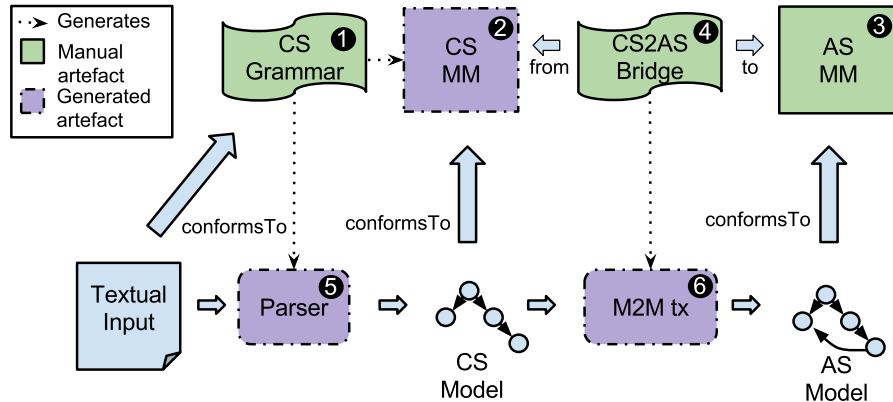 Generates
Manual
artefact
Generated
artefact
CS
Grammar
1
CS
MM
2
from
CS2AS
Bridge
4
to
AS
MM
3
conformsTo
conformsTo
conformsTo
Textual
Input
Parser
5
CS
Model
M2M tx
6
AS
Model